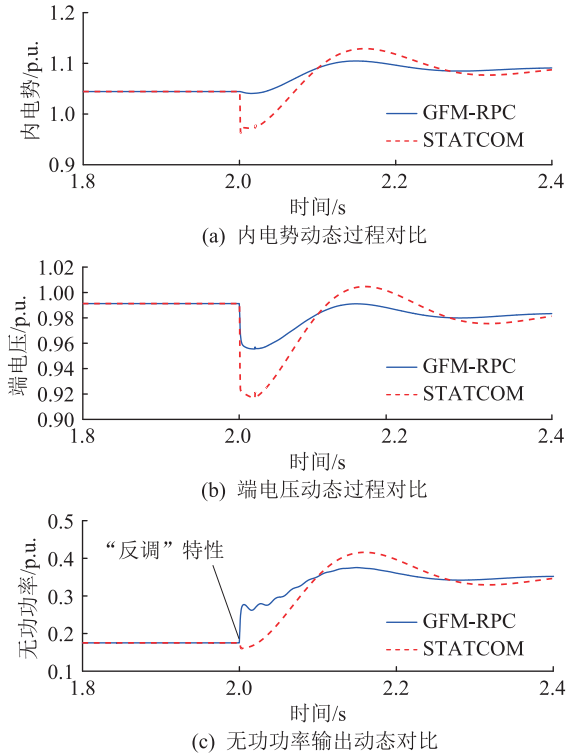 1.2
1.1
1.0
0.9
内电势/p.u.
GFM-RPC
STATCOM
1.8 2.0 2.2 2.4
时间/s
(a) 内电势动态过程对比
1.02
1.00
0.98
0.96
0.94
0.92
0.90
端电压/p.u.
GFM-RPC
STATCOM
1.8 2.0 2.2 2.4
时间/s
(b) 端电压动态过程对比
0.5
0.4
0.3
0.2
0.1
无功功率/p.u.
“反调”特性
GFM-RPC
STATCOM
1.8 2.0 2.2 2.4
时间/s
(c) 无功功率输出动态对比